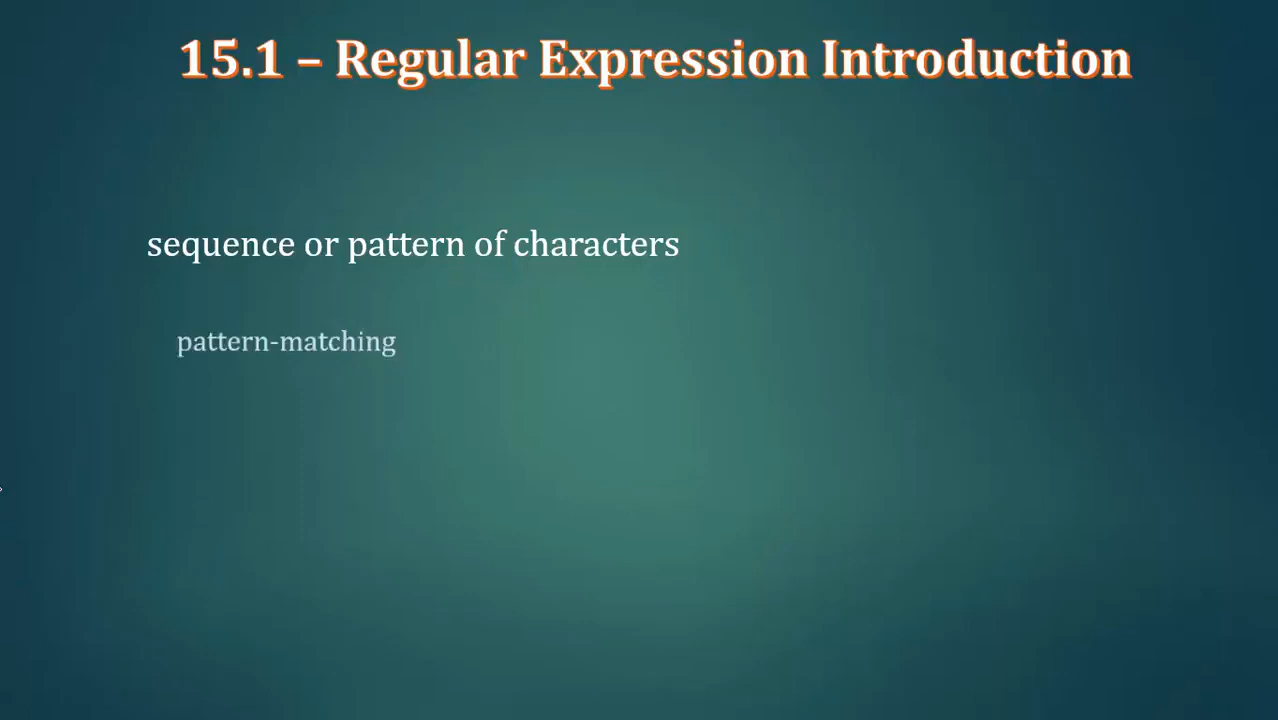 15.1 – Regular Expression Introduction
sequence or pattern of characters
pattern-matching